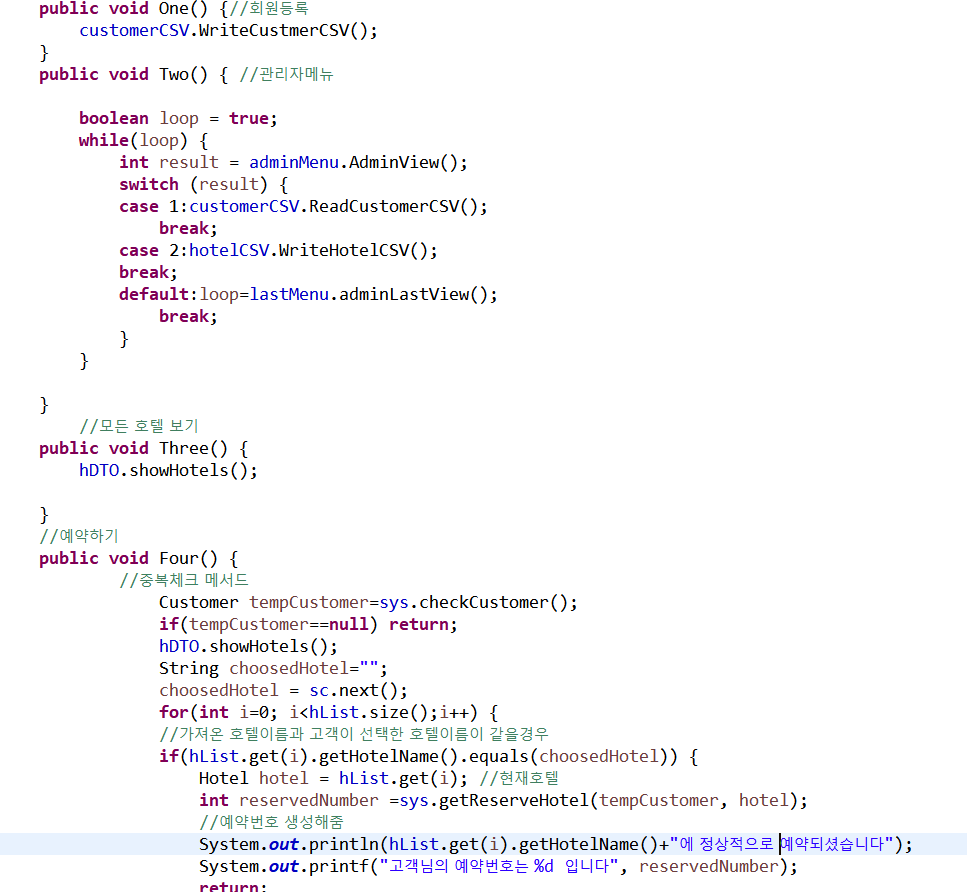 public void One() {//회원등록
customerCSV.WriteCustmerCSV();
}
public void Two() { //관리자메뉴
boolean loop = true;
while(loop) {
int result = adminMenu.AdminView();
switch (result) {
case 1:customerCSV.ReadCustomerCSV();
break;
case 2:hotelCSV.WriteHotelCSV();
break;
default:loop=lastMenu.adminLastView();
break;
}
}
}
//모든 호텔 보기
public void Three() {
hDTO.showHotels();
}
//예약하기
public void Four() {
//중복체크 메서드
Customer tempCustomer=sys.checkCustomer();
if(tempCustomer==null) return;
hDTO.showHotels();
String choosedHotel="";
choosedHotel = sc.next();
for(int i=0; i<hList.size();i++) {
//가져온 호텔이름과 고객이 선택한 호텔이름이 같을경우
if(hList.get(i).getHotelName().equals(choosedHotel)) {
Hotel hotel = hList.get(i); //현재호텔
int reservedNumber =sys.getReserveHotel(tempCustomer, hotel);
//예약번호 생성해줌
System.out.println(hList.get(i).getHotelName()+"에 정상적으로 예약되셨습니다");
System.out.printf("고객님의 예약번호는 %d 입니다", reservedNumber);
return;